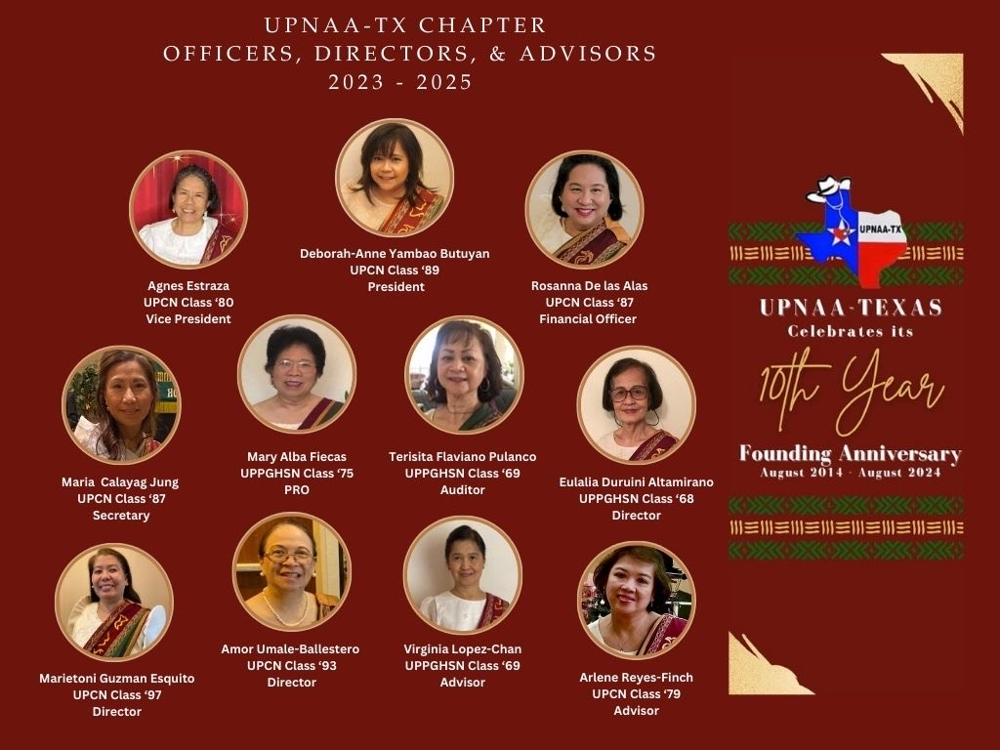 UPNAA-TX CHAPTER
OFFICERS, DIRECTORS, & ADVISORS
2023 - 2025
Deborah-Anne Yambao Butuyan
UPCN Class ‘89
President
Agnes Estraza
UPCN Class ‘80
Vice President
Rosanna De las Alas
UPCN Class ‘87
Financial Officer
Maria Calayag Jung
UPCN Class ‘87
Secretary
Mary Alba Fiecas
UPPGHSN Class ‘75
PRO
Terisita Flaviano Pulanco
UPPGHSN Class ‘69
Auditor
Eulalia Duruini Altamirano
UPPGHSN Class ‘68
Director
Marietoni Guzman Esquito
UPCN Class ‘97
Director
Amor Umale-Ballestero
UPCN Class ‘93
Director
Virginia Lopez-Chan
UPPGHSN Class ‘69
Advisor
Arlene Reyes-Finch
UPCN Class ‘79
Advisor
UPNAA-TX
UPNAA-TEXAS
Celebrates its
10th Year
Founding Anniversary
August 2014 - August 2024